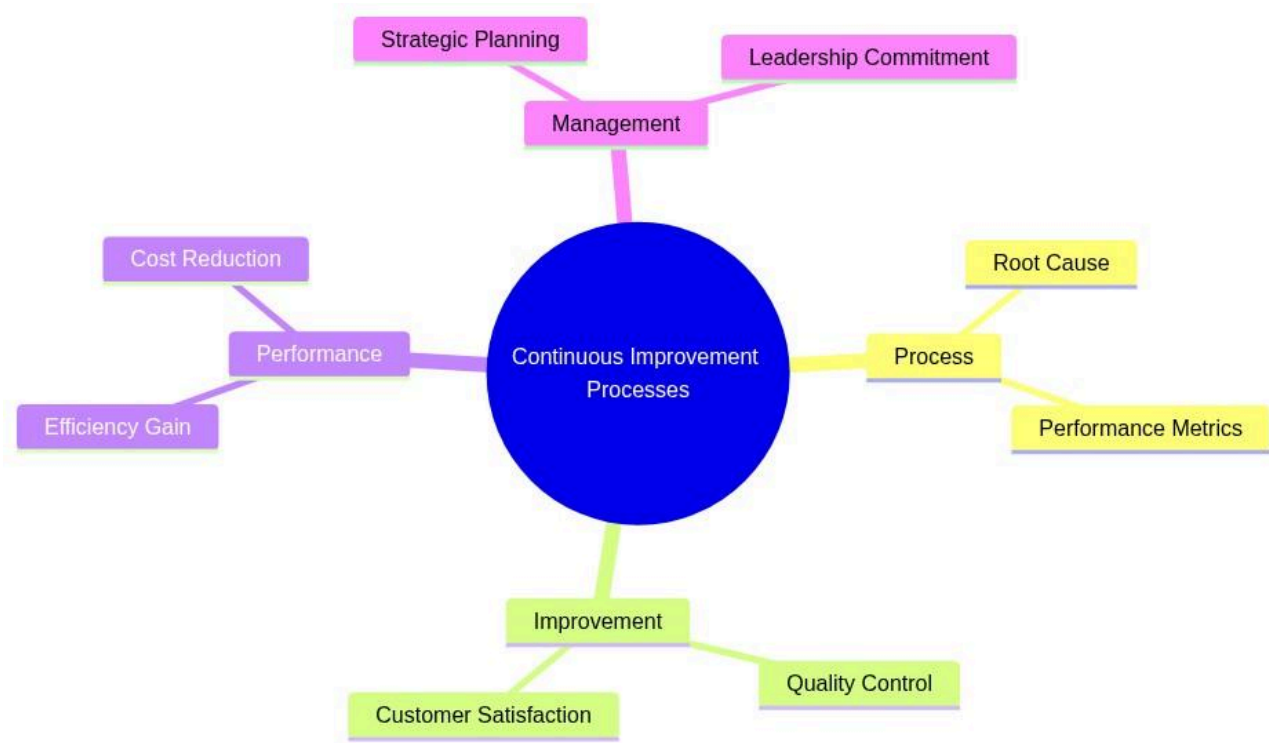 Strategic Planning
Leadership Commitment
Management
Cost Reduction
Root Cause
Performance
Continuous Improvement
Processes
Process
Efficiency Gain
Performance Metrics
Improvement
Quality Control
Customer Satisfaction